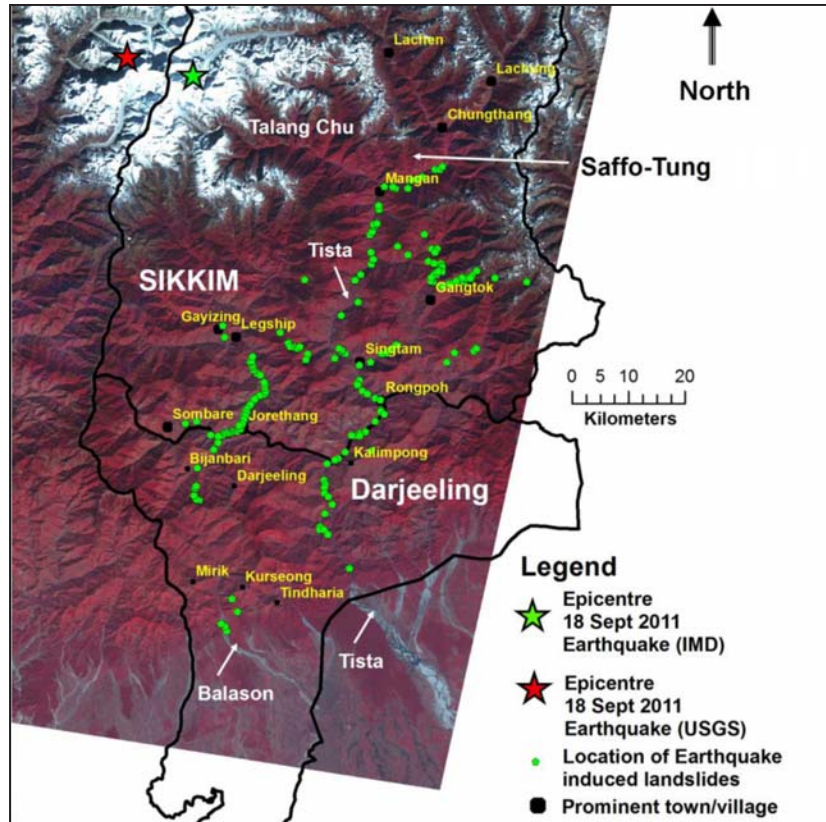 Lachen
Lachung
North
Chungthang
Talang Chu
Saffo-Tung
Mangan
Tista
SIKKIM
Gangtok
Gayizing
Legship
Singtam
Rongpoh
0 5 10 20
Kilometers
Sombare
Jorethang
Bijanbari
Kalimpong
Darjeeling
Darjeeling
Mirik
Kurseong
Tindharia
Tista
Balason
Legend
Epicentre
18 Sept 2011
Earthquake (IMD)
Epicentre
18 Sept 2011
Earthquake (USGS)
Location of Earthquake
induced landslides
Prominent town/village